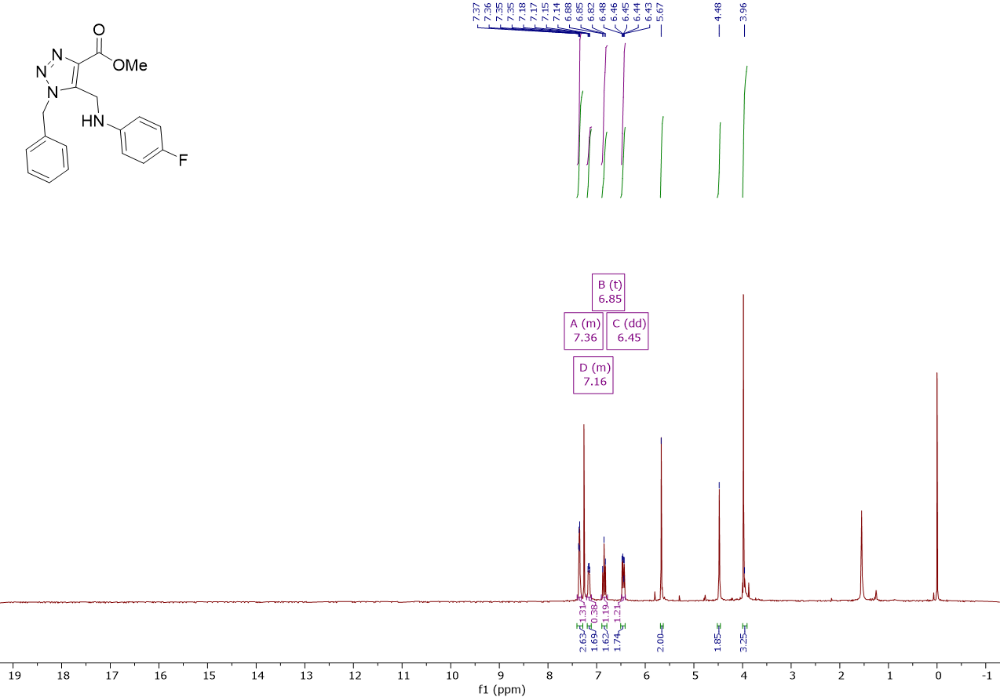 7.37
7.36
7.35
7.35
7.18
7.17
7.15
7.14
6.88
6.85
6.82
6.48
6.46
6.45
6.44
6.43
5.67
4.48
3.96
O
OMe
N
N
N
HN
F
B (t)
6.85
A (m)
7.36
C (dd)
6.45
D (m)
7.16
1.31
0.38
1.19
1.21
2.63
1.69
1.62
1.74
2.00
1.85
3.25
19 18 17 16 15 14 13 12 11 10 9 8 7 6 5 4 3 2 1 0 -1
f1 (ppm)